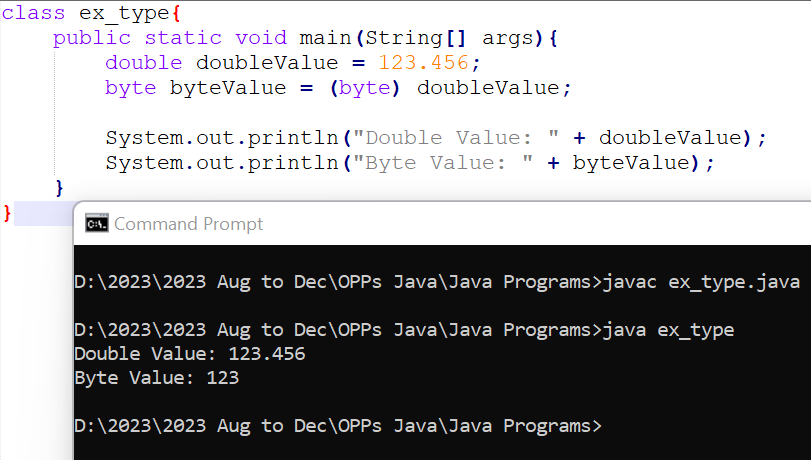 class ex_type{
    public static void main(String[] args){
        double doubleValue = 123.456;
        byte byteValue = (byte) doubleValue;
        System.out.println("Double Value: " + doubleValue);
        System.out.println("Byte Value: " + byteValue);
    }
}
Command Prompt
D:\2023\2023 Aug to Dec\OPPs Java\Java Programs>javac ex_type.java
D:\2023\2023 Aug to Dec\OPPs Java\Java Programs>java ex_type
Double Value: 123.456
Byte Value: 123
D:\2023\2023 Aug to Dec\OPPs Java\Java Programs>